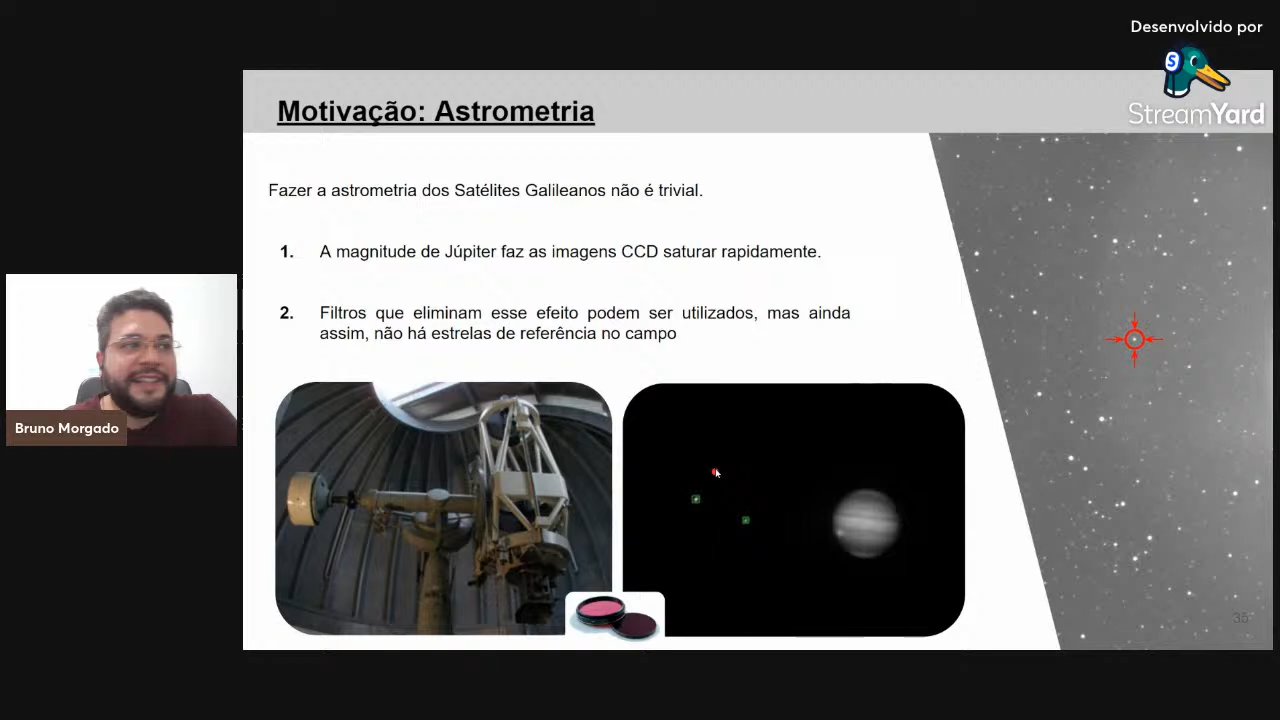 Desenvolvido por
S
StreamYard
Motivação: Astrometria
Fazer a astrometria dos Satélites Galileanos não é trivial.
1. A magnitude de Júpiter faz as imagens CCD saturar rapidamente.
2. Filtros que eliminam esse efeito podem ser utilizados, mas ainda
assim, não há estrelas de referência no campo
Bruno Morgado
35